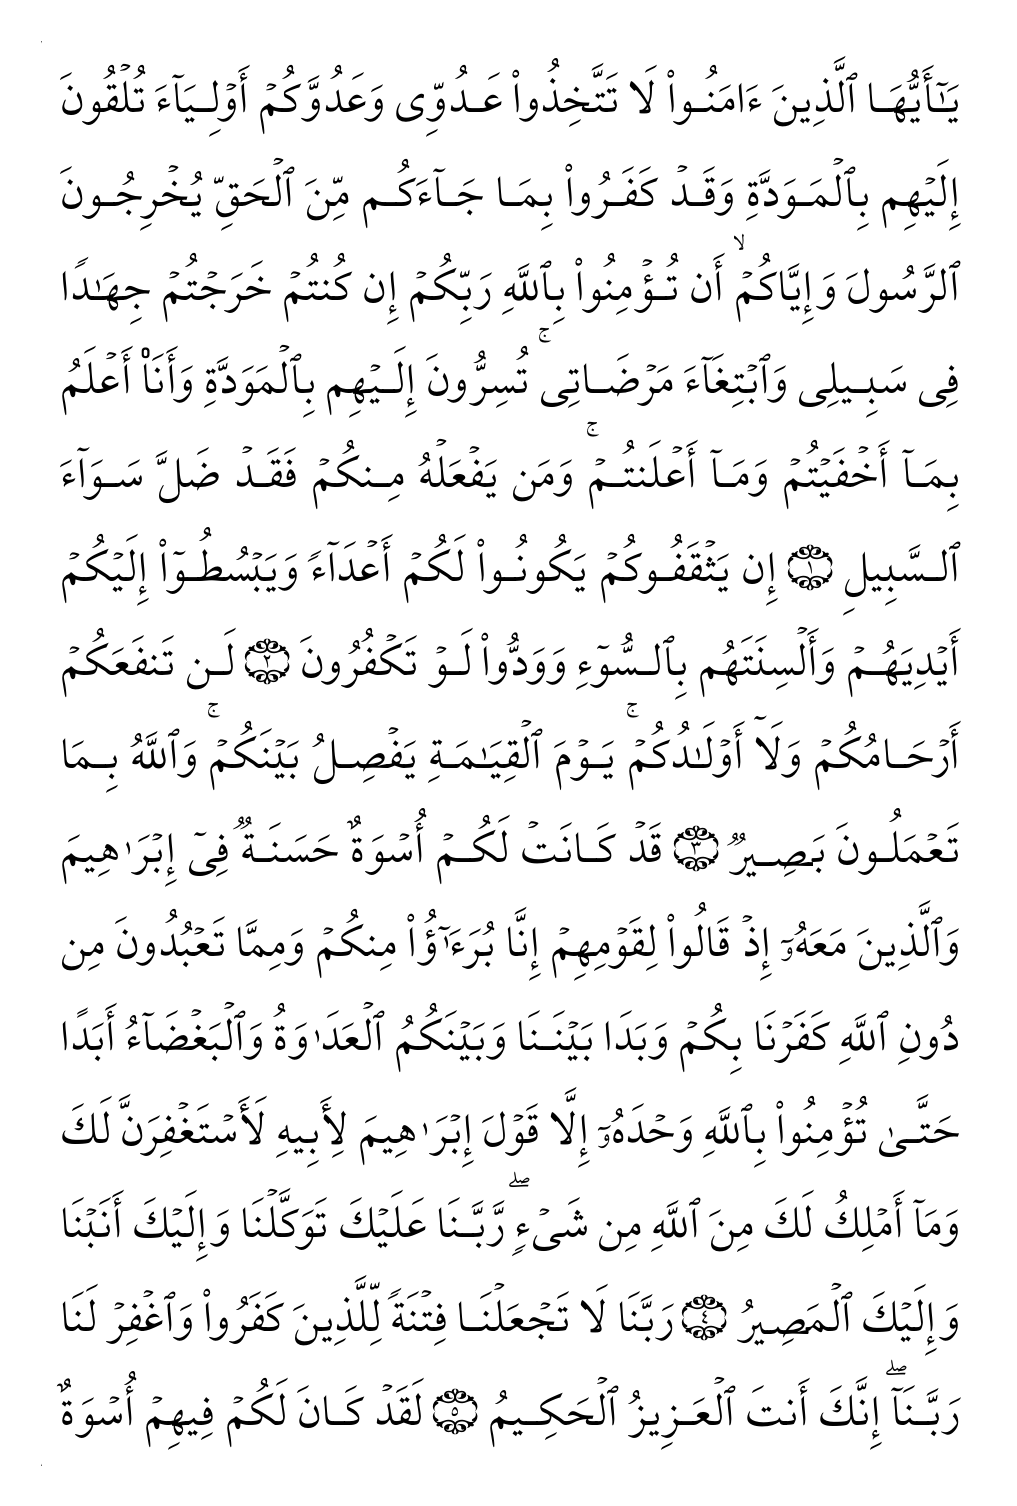 يَـٰٓأَيُّهَا ٱلَّذِينَ ءَامَنُوا۟ لَا تَتَّخِذُوا۟ عَدُوِّى وَعَدُوَّكُمْ أَوْلِيَآءَ تُلْقُونَ
إِلَيْهِم بِٱلْمَوَدَّةِ وَقَدْ كَفَرُوا۟ بِمَا جَآءَكُم مِّنَ ٱلْحَقِّ يُخْرِجُونَ
ٱلرَّسُولَ وَإِيَّاكُمْ ۙ أَن تُؤْمِنُوا۟ بِٱللَّهِ رَبِّكُمْ إِن كُنتُمْ خَرَجْتُمْ جِهَـٰدًا
فِى سَبِيلِى وَٱبْتِغَآءَ مَرْضَاتِى ۚ تُسِرُّونَ إِلَيْهِم بِٱلْمَوَدَّةِ وَأَنَا۠ أَعْلَمُ
بِمَآ أَخْفَيْتُمْ وَمَآ أَعْلَنتُمْ ۚ وَمَن يَفْعَلْهُ مِنكُمْ فَقَدْ ضَلَّ سَوَآءَ
ٱلسَّبِيلِ ۝١ إِن يَثْقَفُوكُمْ يَكُونُوا۟ لَكُمْ أَعْدَآءً وَيَبْسُطُوٓا۟ إِلَيْكُمْ
أَيْدِيَهُمْ وَأَلْسِنَتَهُم بِٱلسُّوٓءِ وَوَدُّوا۟ لَوْ تَكْفُرُونَ ۝٢ لَن تَنفَعَكُمْ
أَرْحَامُكُمْ وَلَآ أَوْلَـٰدُكُمْ ۚ يَوْمَ ٱلْقِيَـٰمَةِ يَفْصِلُ بَيْنَكُمْ ۚ وَٱللَّهُ بِمَا
تَعْمَلُونَ بَصِيرٌ ۝٣ قَدْ كَانَتْ لَكُمْ أُسْوَةٌ حَسَنَةٌ فِىٓ إِبْرَٰهِيمَ
وَٱلَّذِينَ مَعَهُۥٓ إِذْ قَالُوا۟ لِقَوْمِهِمْ إِنَّا بُرَءَٰٓؤُا۟ مِنكُمْ وَمِمَّا تَعْبُدُونَ مِن
دُونِ ٱللَّهِ كَفَرْنَا بِكُمْ وَبَدَا بَيْنَنَا وَبَيْنَكُمُ ٱلْعَدَٰوَةُ وَٱلْبَغْضَآءُ أَبَدًا
حَتَّىٰ تُؤْمِنُوا۟ بِٱللَّهِ وَحْدَهُۥٓ إِلَّا قَوْلَ إِبْرَٰهِيمَ لِأَبِيهِ لَأَسْتَغْفِرَنَّ لَكَ
وَمَآ أَمْلِكُ لَكَ مِنَ ٱللَّهِ مِن شَىْءٍ ۖ رَّبَّنَا عَلَيْكَ تَوَكَّلْنَا وَإِلَيْكَ أَنَبْنَا
وَإِلَيْكَ ٱلْمَصِيرُ ۝٤ رَبَّنَا لَا تَجْعَلْنَا فِتْنَةً لِّلَّذِينَ كَفَرُوا۟ وَٱغْفِرْ لَنَا
رَبَّنَآ ۖ إِنَّكَ أَنتَ ٱلْعَزِيزُ ٱلْحَكِيمُ ۝٥ لَقَدْ كَانَ لَكُمْ فِيهِمْ أُسْوَةٌ